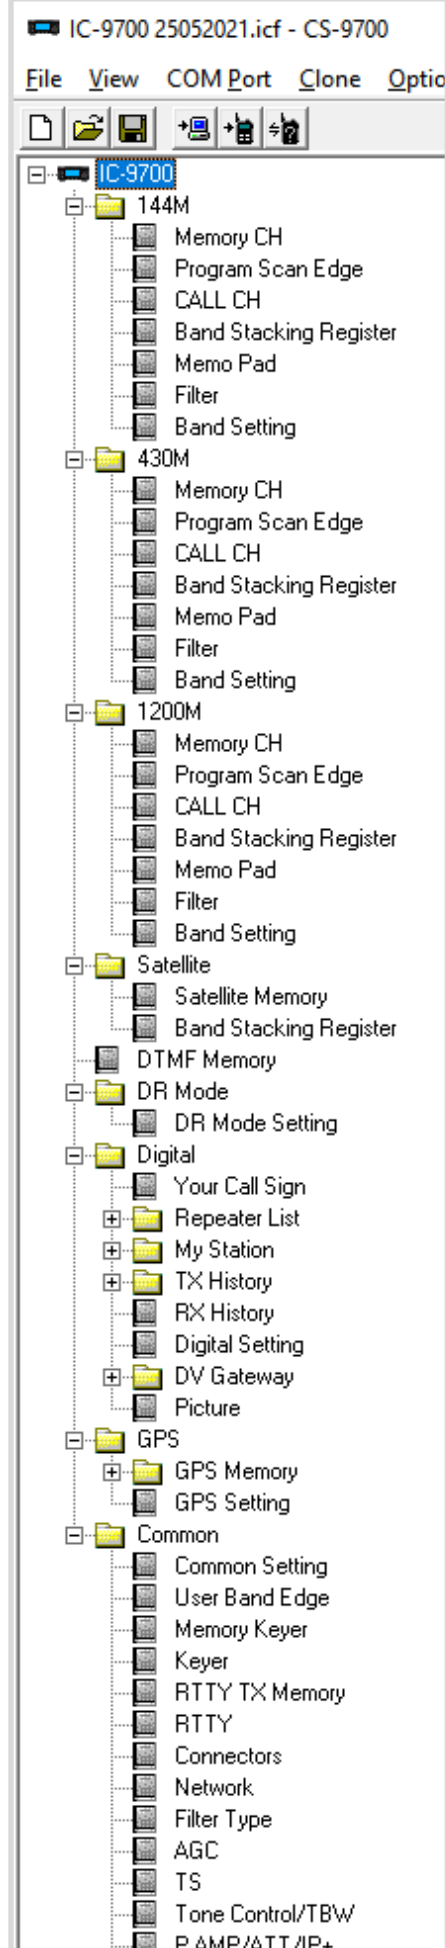 IC-9700 25052021.icf - CS-9700
File View COM Port Clone
IC-9700
144M
Memory CH
Program Scan Edge
CALL CH
Band Stacking Register
Memo Pad
Filter
Band Setting
430M
Memory CH
Program Scan Edge
CALL CH
Band Stacking Register
Memo Pad
Filter
Band Setting
1200M
Memory CH
Program Scan Edge
CALL CH
Band Stacking Register
Memo Pad
Filter
Band Setting
Satellite
Satellite Memory
Band Stacking Register
DTMF Memory
DR Mode
DR Mode Setting
Digital
Your Call Sign
Repeater List
My Station
TX History
RX History
Digital Setting
DV Gateway
Picture
GPS
GPS Memory
GPS Setting
Common
Common Setting
User Band Edge
Memory Keyer
Keyer
RTTY TX Memory
RTTY
Connectors
Network
Filter Type
AGC
TS
Tone Control/TBW
P.AMP/ATT/IP+